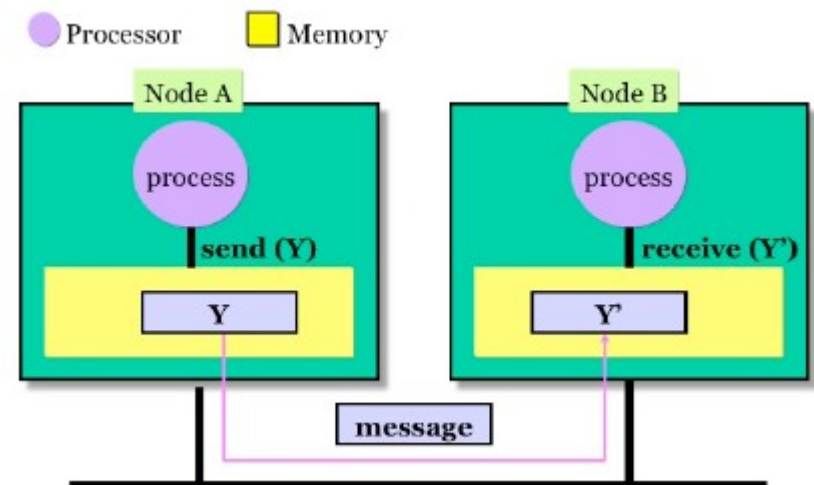 Processor Memory
Node A Node B
process process
send (Y) receive (Y’)
Y Y’
message